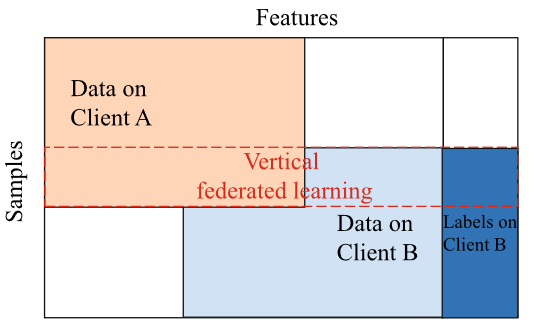 Features
Samples
Data on
Client A
Vertical
federated learning
Data on
Client B
Labels on
Client B